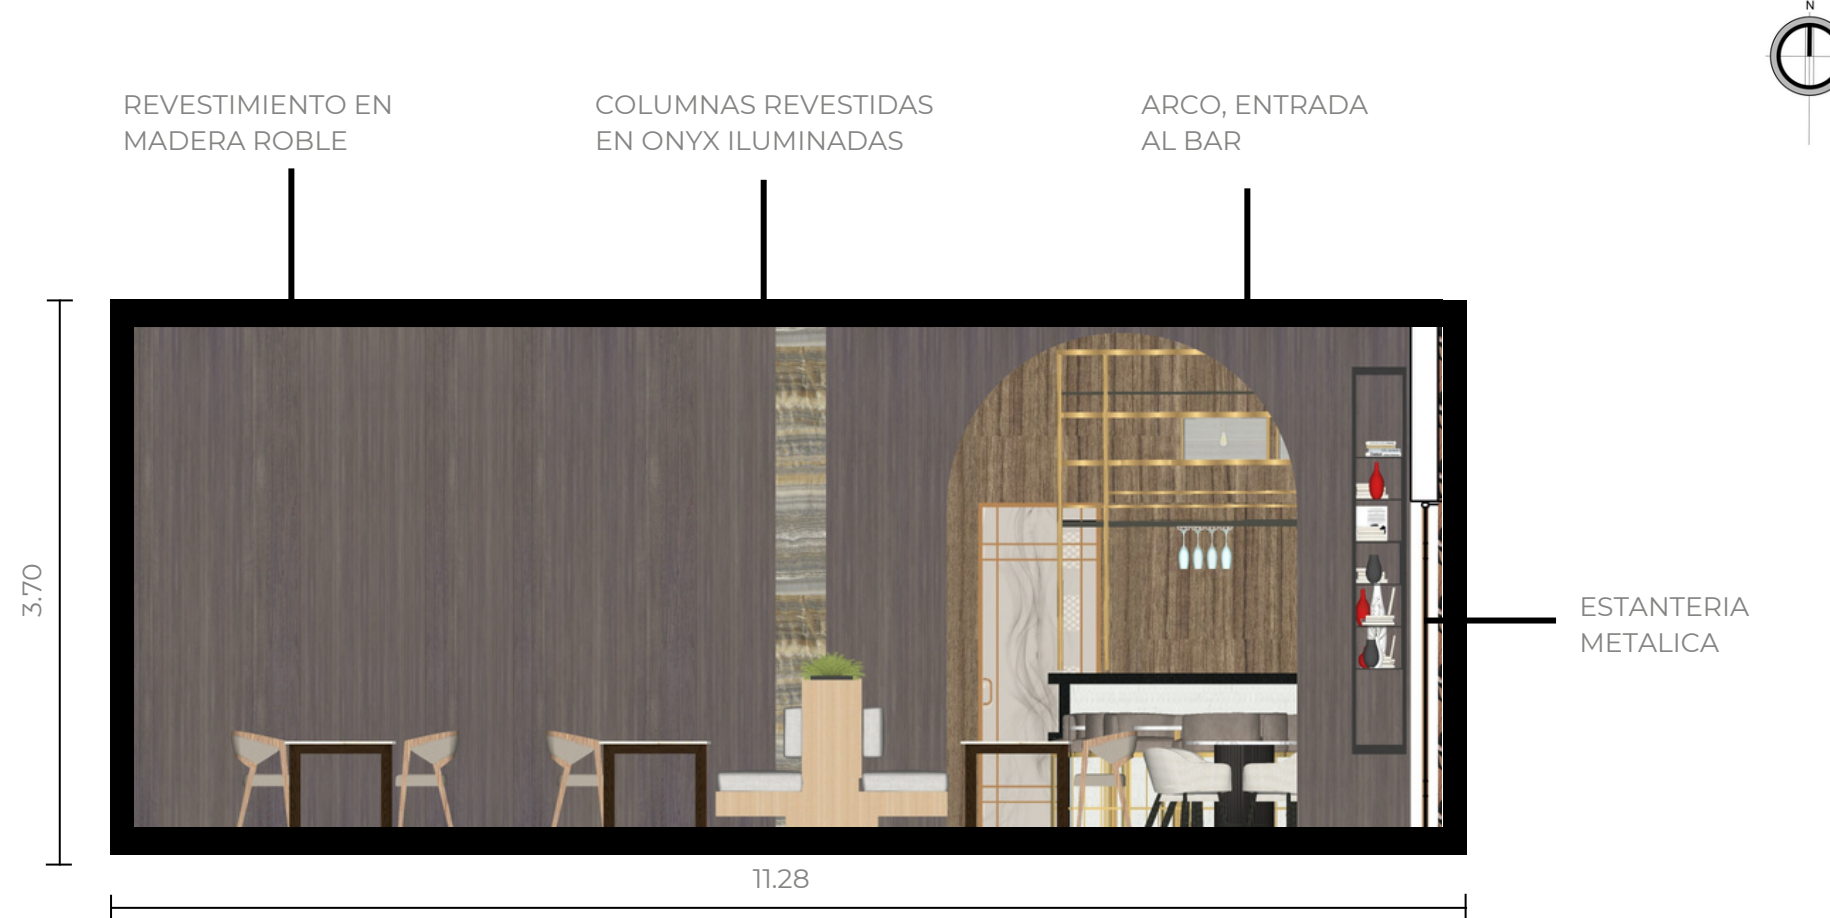 N
REVESTIMIENTO EN
MADERA ROBLE
COLUMNAS REVESTIDAS
EN ONYX ILUMINADAS
ARCO, ENTRADA
AL BAR
3.70
ESTANTERIA
METALICA
11.28